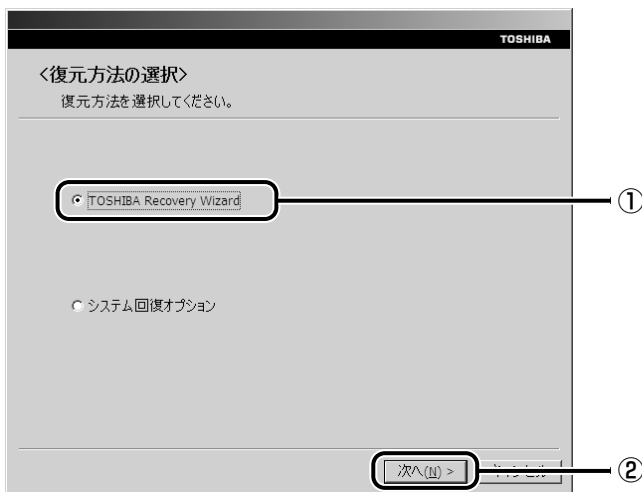 TOSHIBA
<復元方法の選択>
復元方法を選択してください。
TOSHIBA Recovery Wizard
①
システム回復オプション
次へ(N) >
②